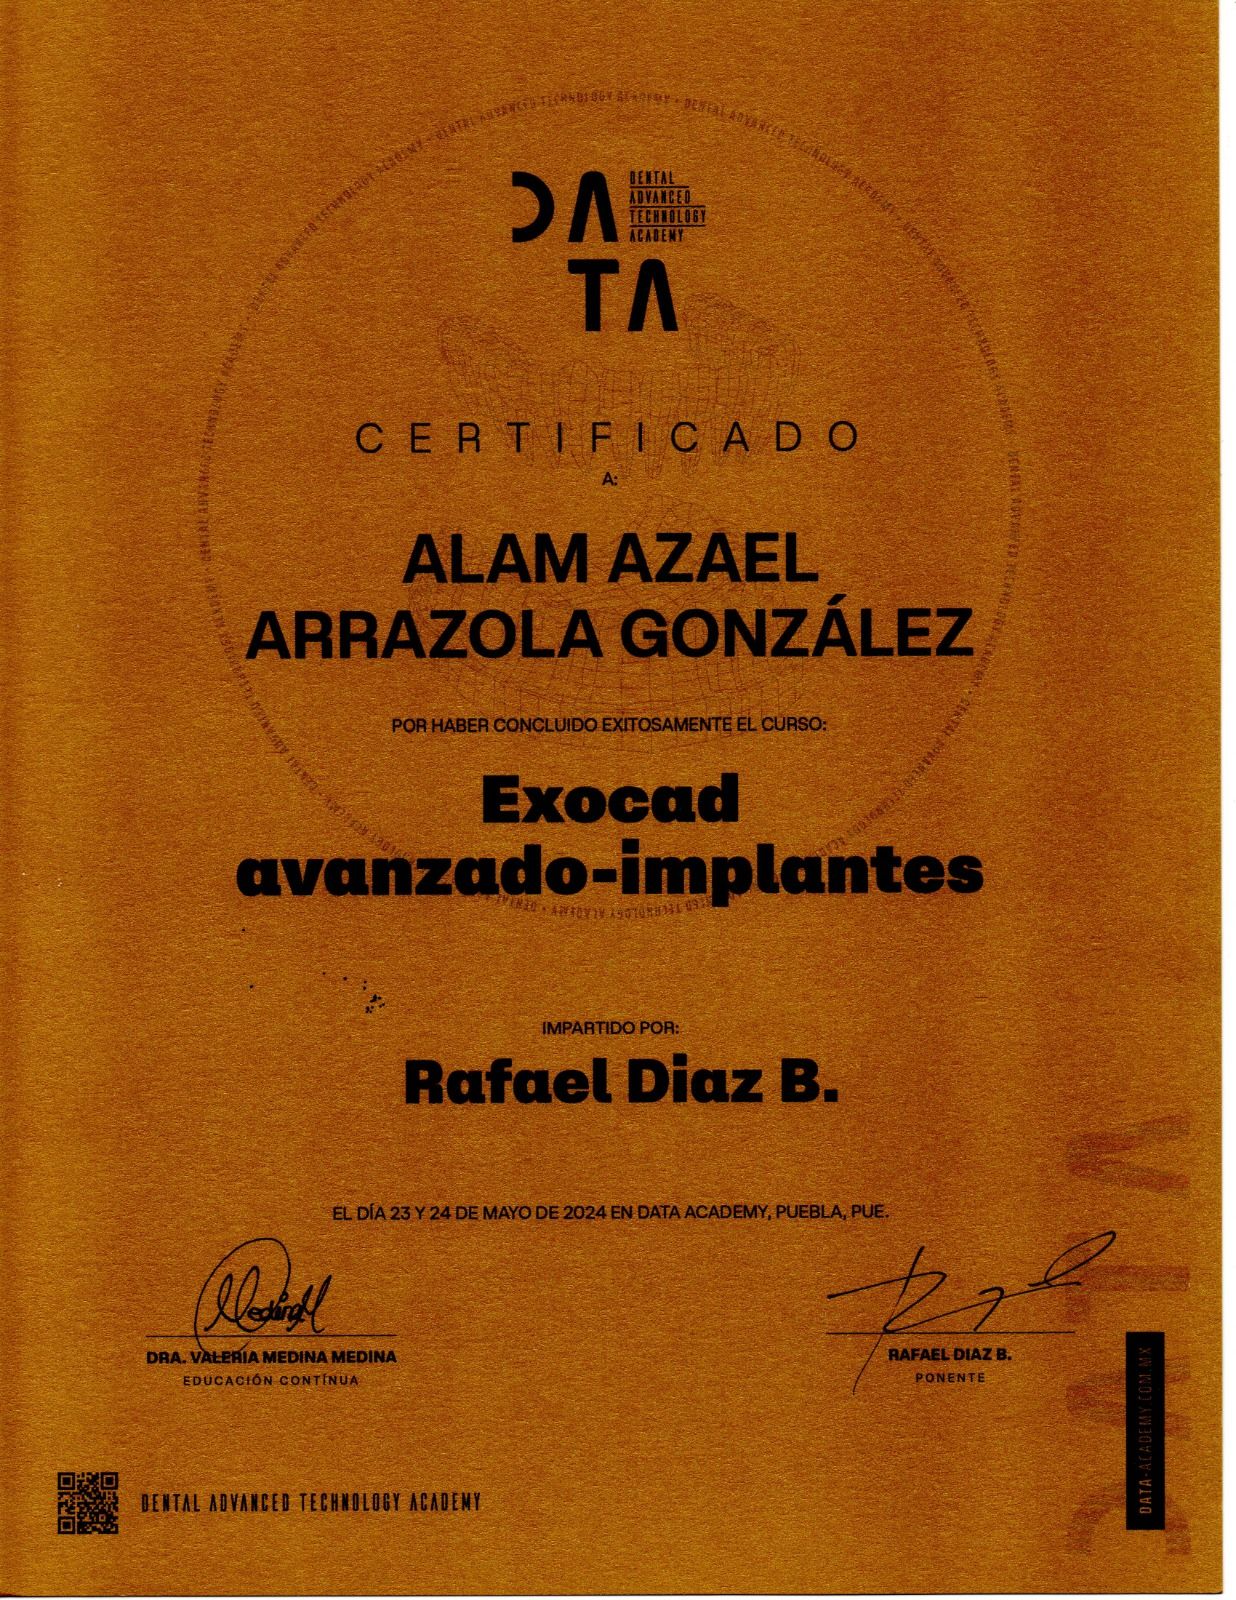 DATA
DENTAL
ADVANCED
TECHNOLOGY
ACADEMY
CERTIFICADO
A:
ALAM AZAEL
ARRAZOLA GONZÁLEZ
POR HABER CONCLUIDO EXITOSAMENTE EL CURSO:
Exocad
avanzado-implantes
IMPARTIDO POR:
Rafael Diaz B.
EL DÍA 23 Y 24 DE MAYO DE 2024 EN DATA ACADEMY, PUEBLA, PUE.
DRA. VALERIA MEDINA MEDINA
EDUCACIÓN CONTÍNUA
RAFAEL DIAZ B.
PONENTE
DENTAL ADVANCED TECHNOLOGY ACADEMY
DATA-ACADEMY.COM.MX
DATA